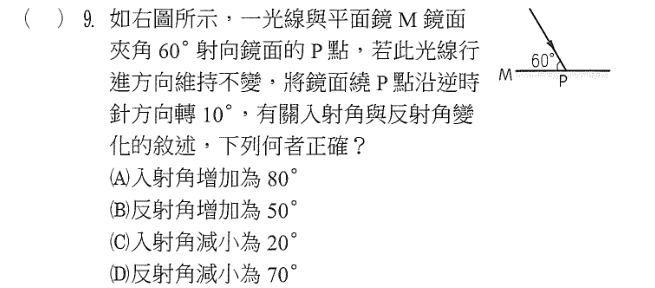 (　) 9. 如右圖所示，一光線與平面鏡 M 鏡面
夾角 60° 射向鏡面的 P 點，若此光線行
進方向維持不變，將鏡面繞 P 點沿逆時
針方向轉 10°，有關入射角與反射角變
化的敘述，下列何者正確？
(A)入射角增加為 80°
(B)反射角增加為 50°
(C)入射角減小為 20°
(D)反射角減小為 70°
60°
M
P